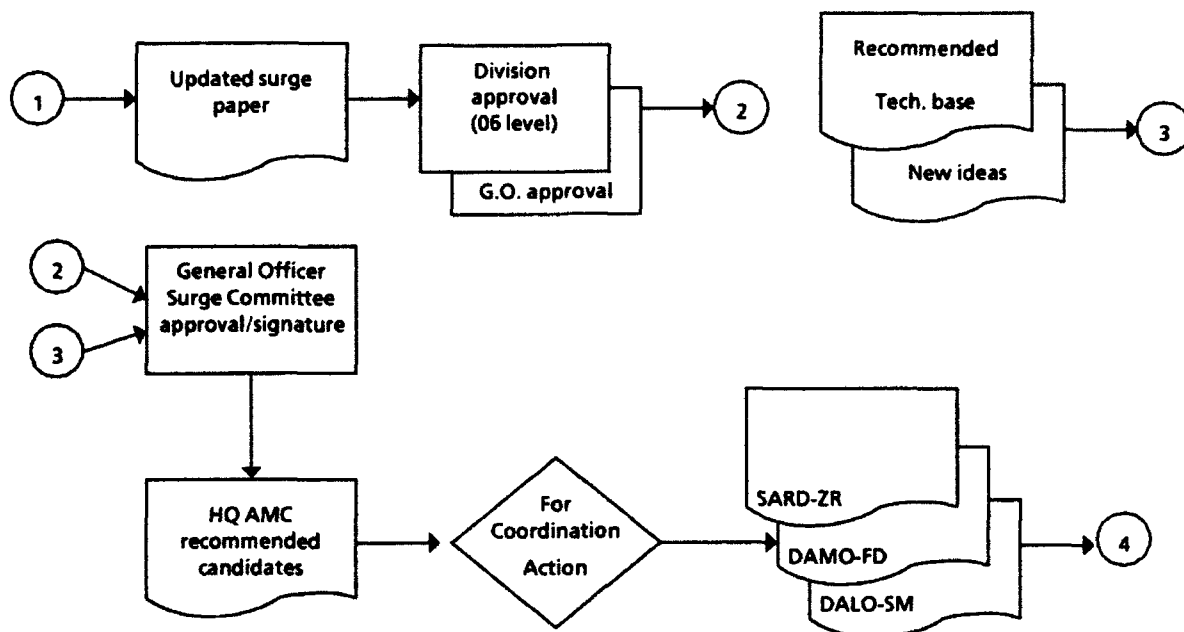 1
Updated surge
paper
Division
approval
(06 level)
G.O. approval
2
Recommended
Tech. base
New ideas
3
2
3
General Officer
Surge Committee
approval/signature
HQ AMC
recommended
candidates
For
Coordination
Action
SARD-ZR
DAMO-FD
DALO-SM
4